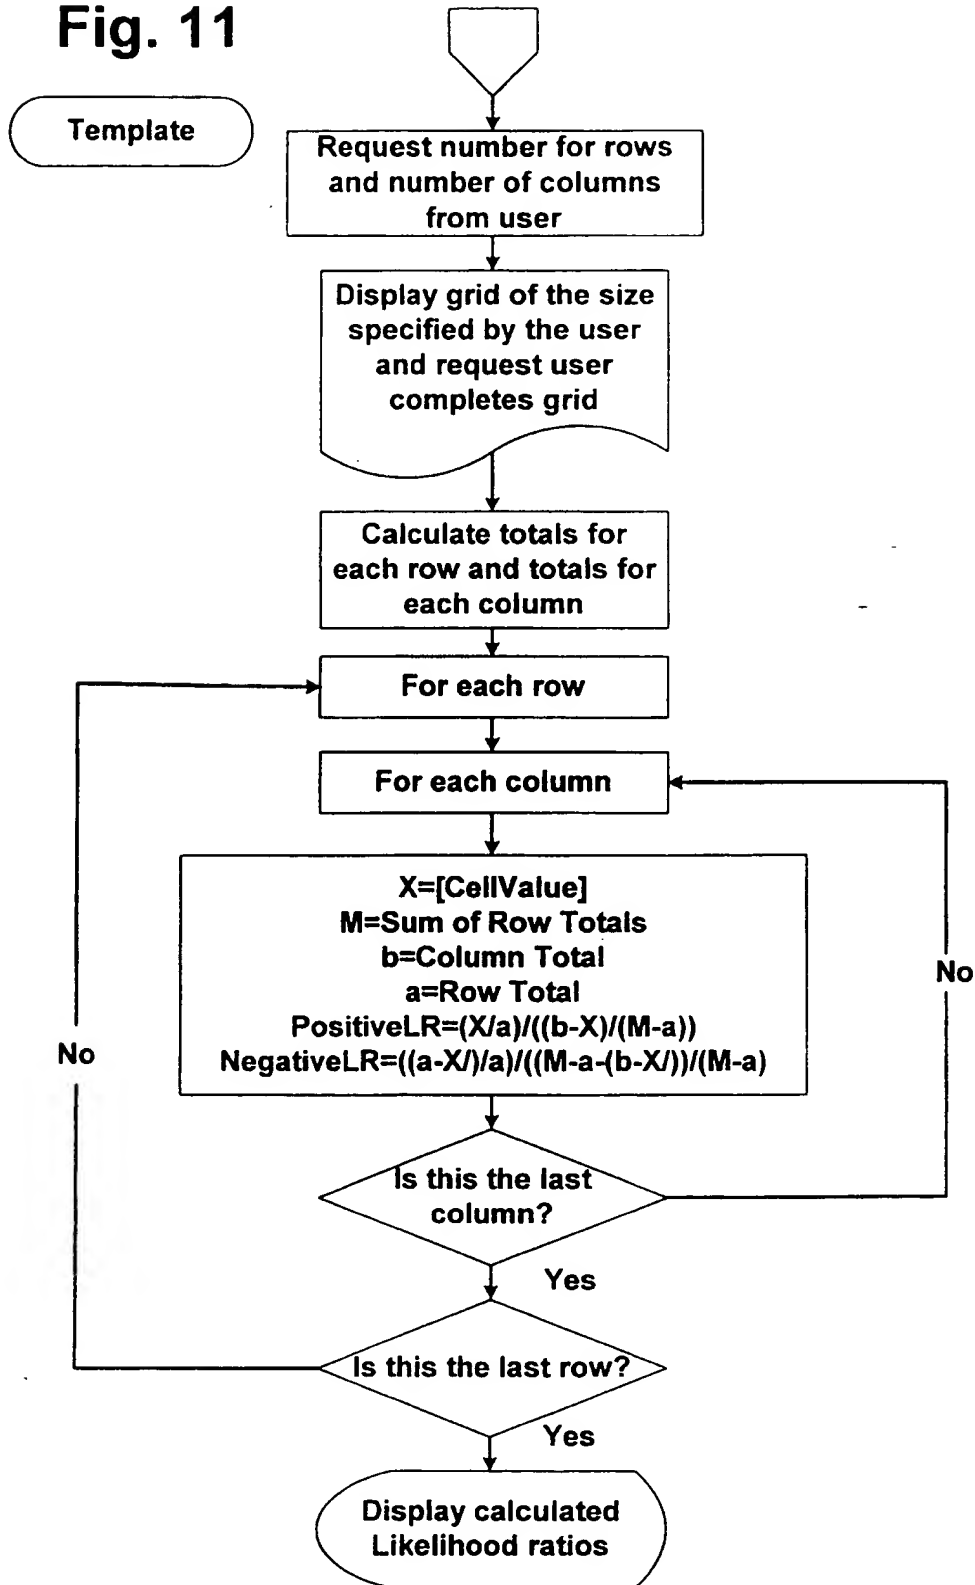 Fig. 11
Template
Request number for rows
and number of columns
from user
Display grid of the size
specified by the user
and request user
completes grid
Calculate totals for
each row and totals for
each column
For each row
For each column
X=[CellValue]
M=Sum of Row Totals
b=Column Total
a=Row Total
PositiveLR=(X/a)/((b-X)/(M-a))
NegativeLR=((a-X/)/a)/((M-a-(b-X/))/(M-a)
No
No
Is this the last
column?
Yes
Is this the last row?
Yes
Display calculated
Likelihood ratios